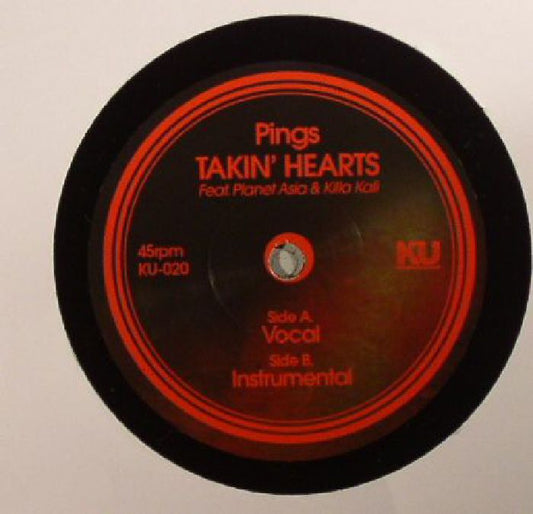 Pings
TAKIN' HEARTS
Feat. Planet Asia & Killa Kali
45rpm
KU-020
KU
Side A.
Vocal
Side B.
Instrumental